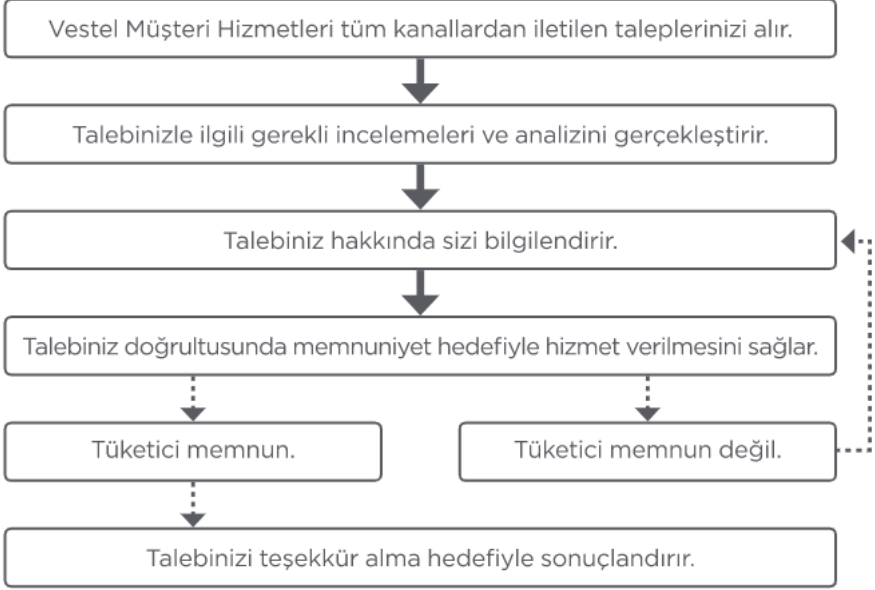 Vestel Müşteri Hizmetleri tüm kanallardan iletilen taleplerinizi alır.
Talebinizle ilgili gerekli incelemeleri ve analizini gerçekleştirir.
Talebiniz hakkında sizi bilgilendirir.
Talebiniz doğrultusunda memnuniyet hedefiyle hizmet verilmesini sağlar.
Tüketici memnun.
Tüketici memnun değil.
Talebinizi teşekkür alma hedefiyle sonuçlandırır.